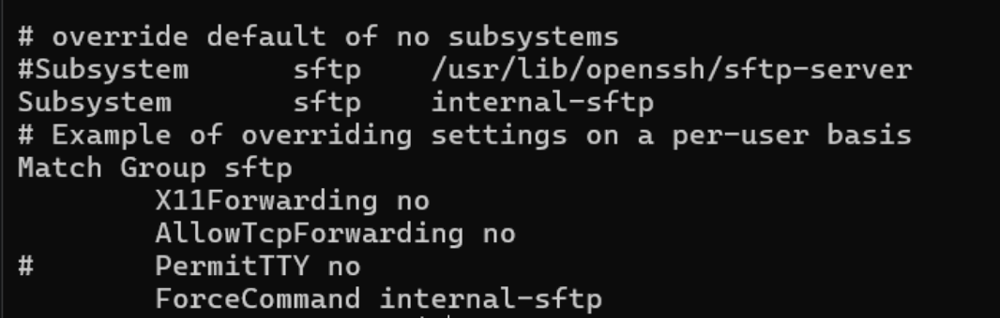 # override default of no subsystems
#Subsystem      sftp    /usr/lib/openssh/sftp-server
Subsystem       sftp    internal-sftp
# Example of overriding settings on a per-user basis
Match Group sftp
        X11Forwarding no
        AllowTcpForwarding no
#       PermitTTY no
        ForceCommand internal-sftp